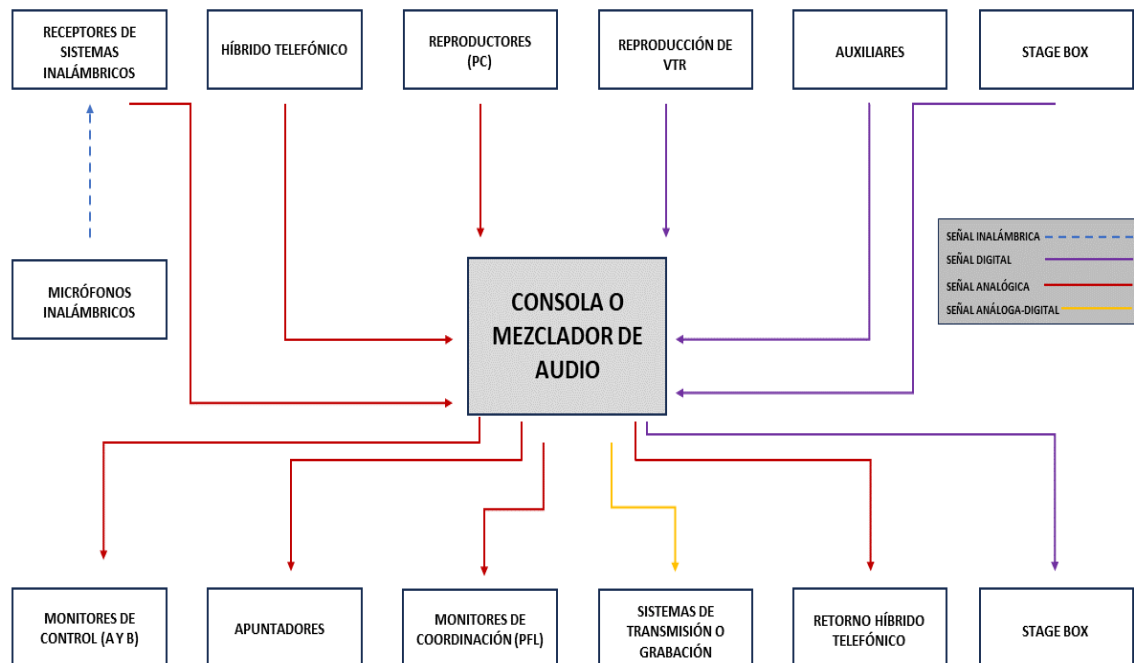 RECEPTORES DE
SISTEMAS
INALÁMBRICOS
HÍBRIDO TELEFÓNICO
REPRODUCTORES
(PC)
REPRODUCCIÓN DE
VTR
AUXILIARES
STAGE BOX
MICRÓFONOS
INALÁMBRICOS
CONSOLA O
MEZCLADOR DE
AUDIO
SEÑAL INALÁMBRICA
SEÑAL DIGITAL
SEÑAL ANALÓGICA
SEÑAL ANÁLOGA-DIGITAL
MONITORES DE
CONTROL (A Y B)
APUNTADORES
MONITORES DE
COORDINACIÓN (PFL)
SISTEMAS DE
TRANSMISIÓN O
GRABACIÓN
RETORNO HÍBRIDO
TELEFÓNICO
STAGE BOX